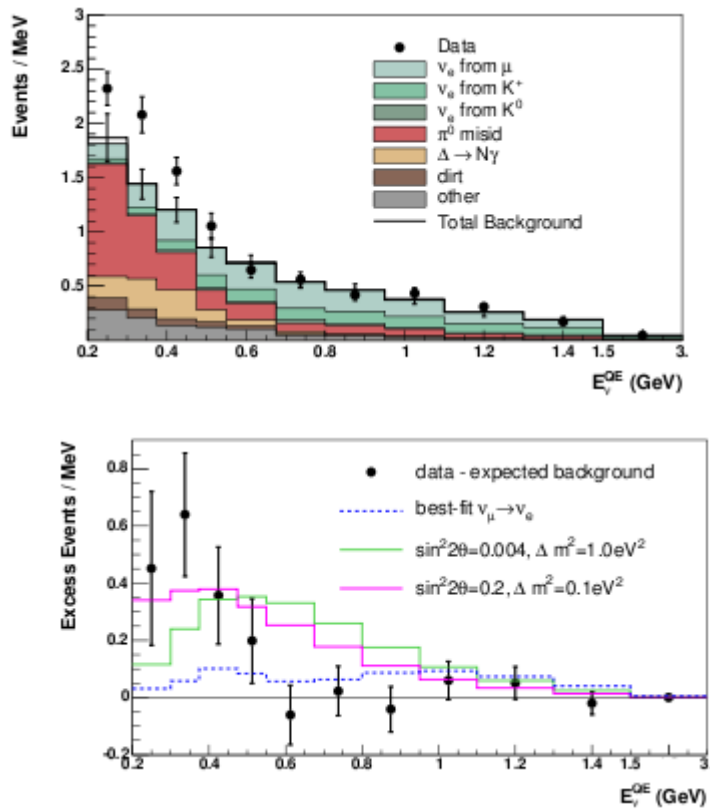 Events / MeV
3
2.5
2
1.5
1
0.5
Data
νe from μ
νe from K+
νe from K0
π0 misid
Δ → Nγ
dirt
other
Total Background
0.2 0.4 0.6 0.8 1 1.2 1.4 1.5 3.
EνQE (GeV)
Excess Events / MeV
0.8
0.6
0.4
0.2
0
-0.2
data - expected background
best-fit νμ→νe
sin²2θ=0.004, Δ m²=1.0eV²
sin²2θ=0.2, Δ m²=0.1eV²
0.2 0.4 0.6 0.8 1 1.2 1.4 1.5 3
EνQE (GeV)